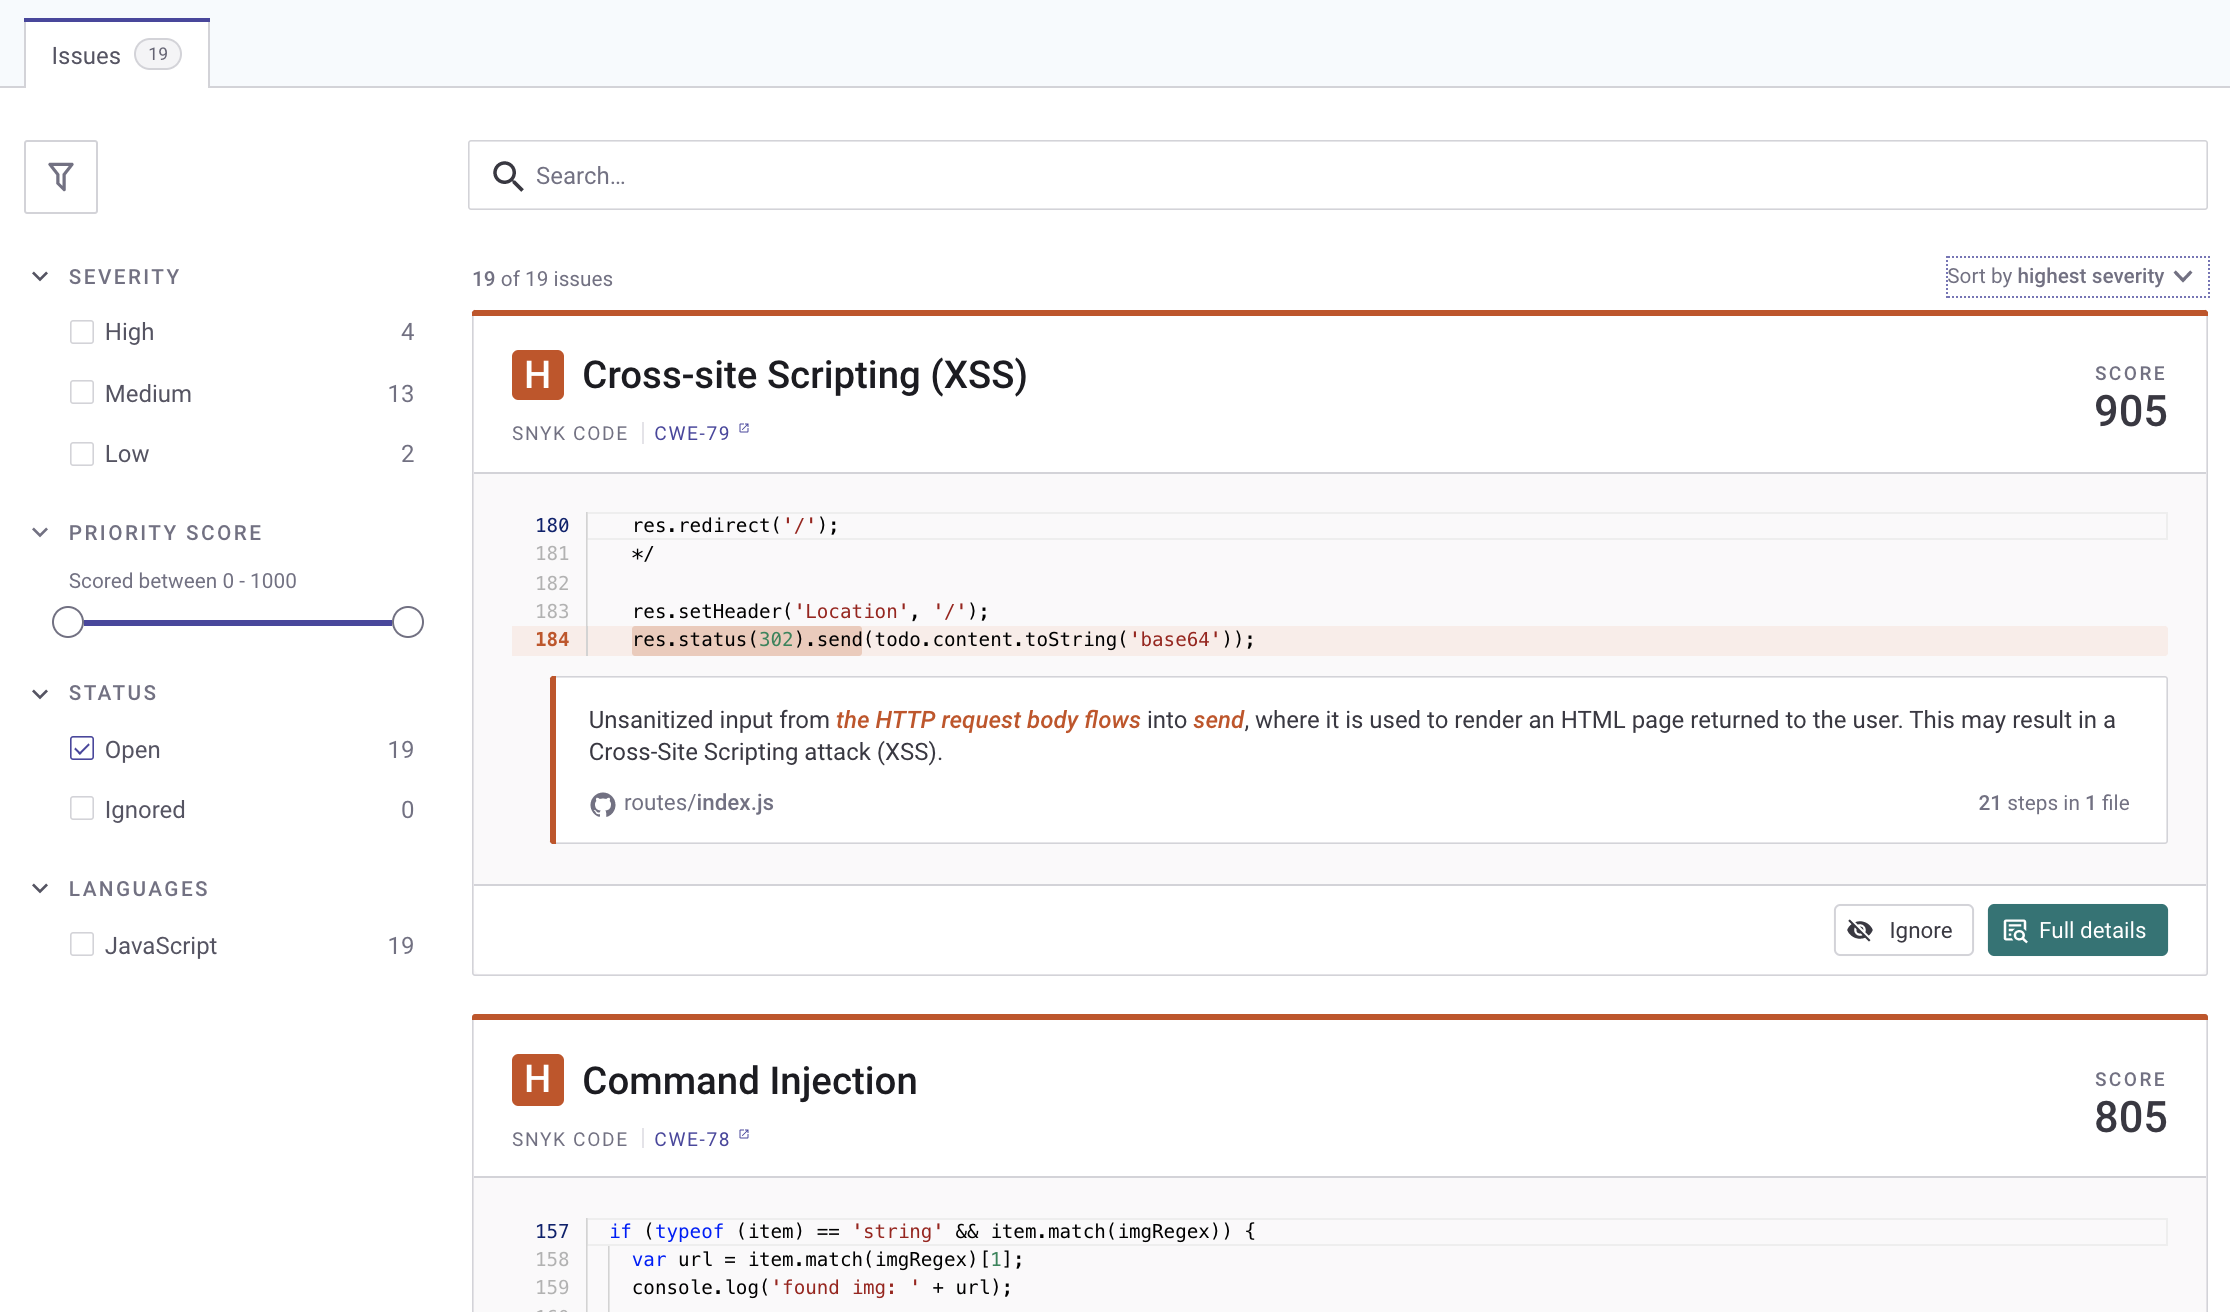 Issues 19
Search...
SEVERITY
High 4
Medium 13
Low 2
PRIORITY SCORE
Scored between 0 - 1000
STATUS
Open 19
Ignored 0
LANGUAGES
JavaScript 19
19 of 19 issues
Sort by highest severity
H Cross-site Scripting (XSS)
SNYK CODE CWE-79
SCORE
905
180 res.redirect('/');
181 */
182
183 res.setHeader('Location', '/');
184 res.status(302).send(todo.content.toString('base64'));
Unsanitized input from the HTTP request body flows into send, where it is used to render an HTML page returned to the user. This may result in a
Cross-Site Scripting attack (XSS).
routes/index.js
21 steps in 1 file
Ignore
Full details
H Command Injection
SNYK CODE CWE-78
SCORE
805
157 if (typeof (item) == 'string' && item.match(imgRegex)) {
158 var url = item.match(imgRegex)[1];
159 console.log('found img: ' + url);